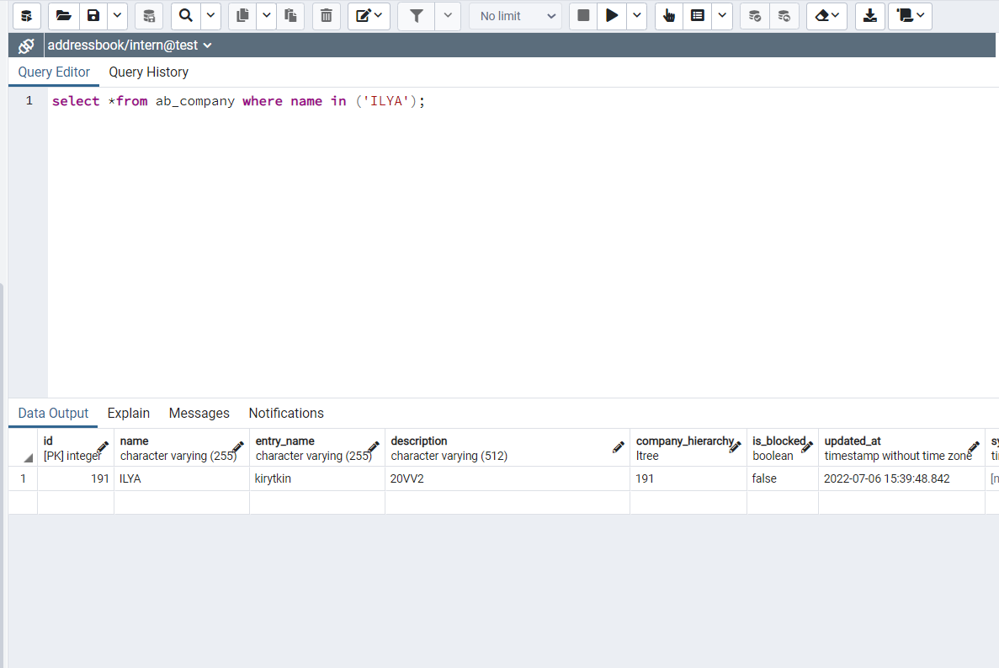 No limit
addressbook/intern@test
Query Editor Query History
1 select *from ab_company where name in ('ILYA');
Data Output Explain Messages Notifications
id name entry_name description company_hierarchy is_blocked updated_at
[PK] integer character varying (255) character varying (255) character varying (512) ltree boolean timestamp without time zone
1 191 ILYA kirytkin 20VV2 191 false 2022-07-06 15:39:48.842